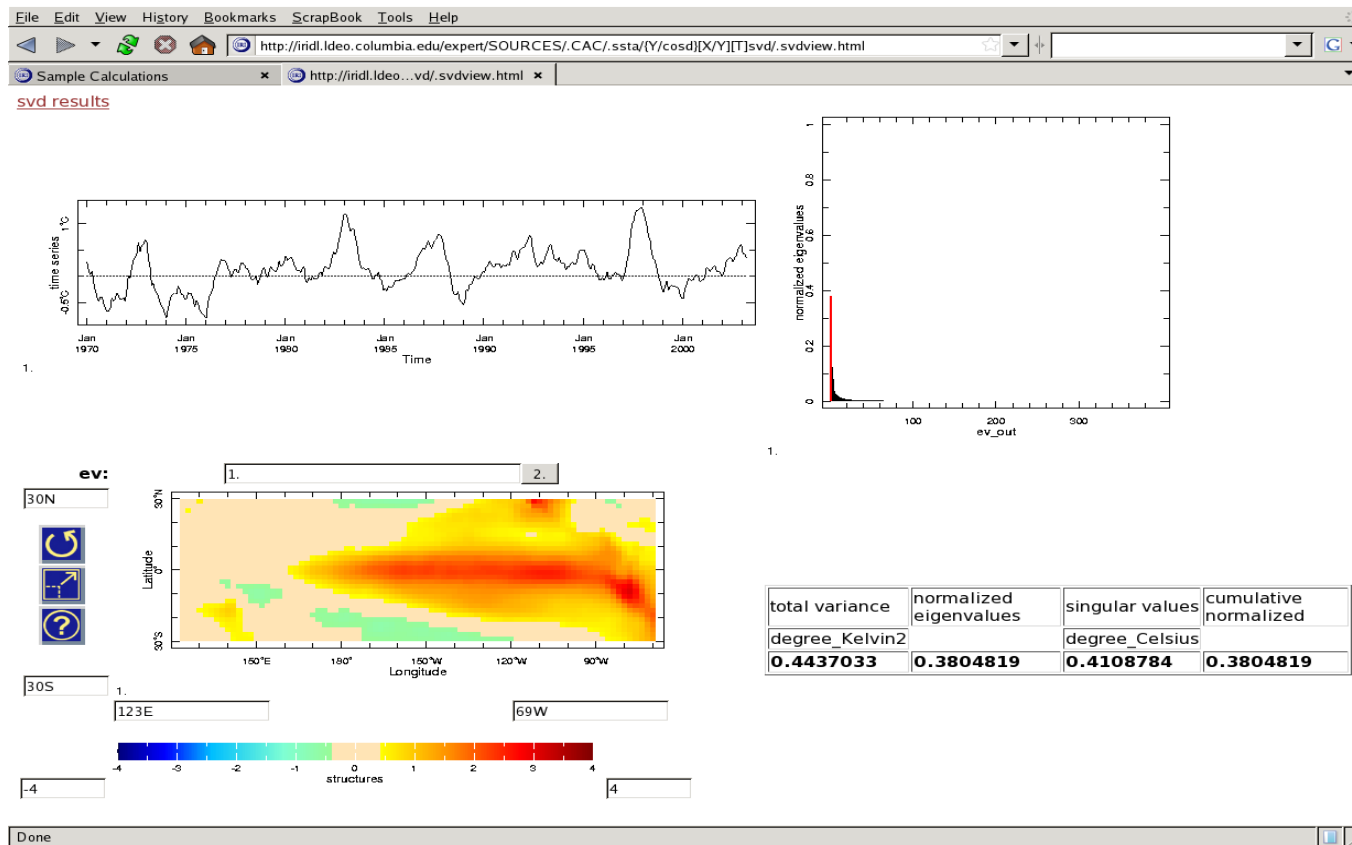 File Edit View History Bookmarks ScrapBook Tools Help
http://iridl.ldeo.columbia.edu/expert/SOURCES/.CAC/.ssta/{Y/cosd}[X/Y][T]svd/.svdview.html
G
Sample Calculations
http://iridl.ldeo...vd/.svdview.html
svd results
time series
1°C
-0.5°C
Jan 1970
Jan 1975
Jan 1980
Jan 1985
Jan 1990
Jan 1995
Jan 2000
Time
1.
normalized eigenvalues
1
0.8
0.6
0.4
0.2
0
100 200 300
ev_out
1.
ev:
1.
2.
30N
Latitude
30°N
0°
30°S
150°E 180° 150°W 120°W 90°W
Longitude
30S
1.
123E
69W
-4 -3 -2 -1 0 1 2 3 4
structures
-4
4
total variance normalized eigenvalues singular values cumulative normalized
degree_Kelvin2 degree_Celsius
0.4437033 0.3804819 0.4108784 0.3804819
Done